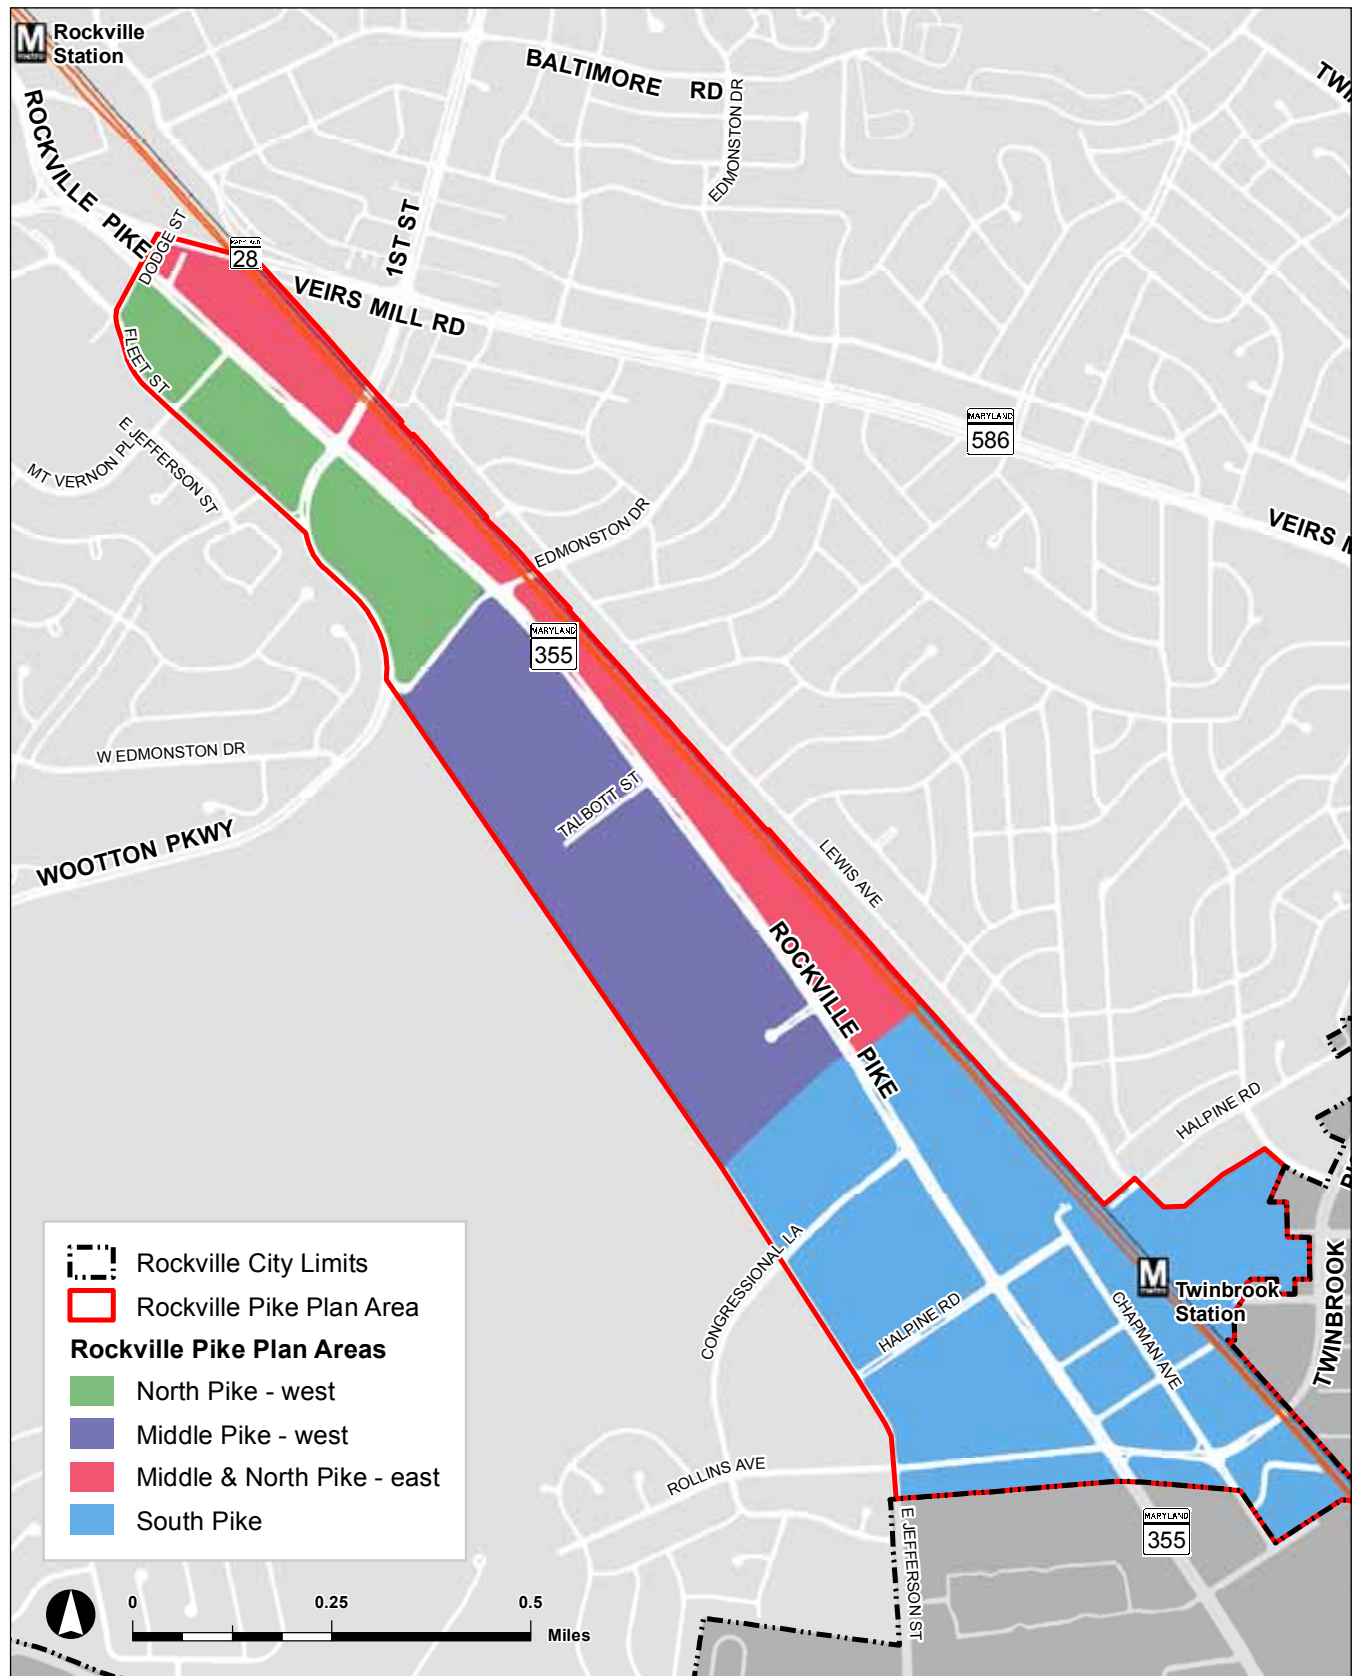 M
Rockville
Station
ROCKVILLE PIKE
BALTIMORE RD
EDMONSTON DR
1ST ST
DODGE ST
28
VEIRS MILL RD
FLEET ST
E JEFFERSON ST
MT VERNON PL
MARYLAND
586
VEIRS M
EDMONSTON DR
MARYLAND
355
W EDMONSTON DR
WOOTTON PKWY
TALBOTT ST
LEWIS AVE
ROCKVILLE PIKE
HALPINE RD
CONGRESSIONAL LA
HALPINE RD
CHAPMAN AVE
M
Twinbrook
Station
TWINBROOK
ROLLINS AVE
E JEFFERSON ST
MARYLAND
355
Rockville City Limits
Rockville Pike Plan Area
Rockville Pike Plan Areas
North Pike - west
Middle Pike - west
Middle & North Pike - east
South Pike
0 0.25 0.5
Miles